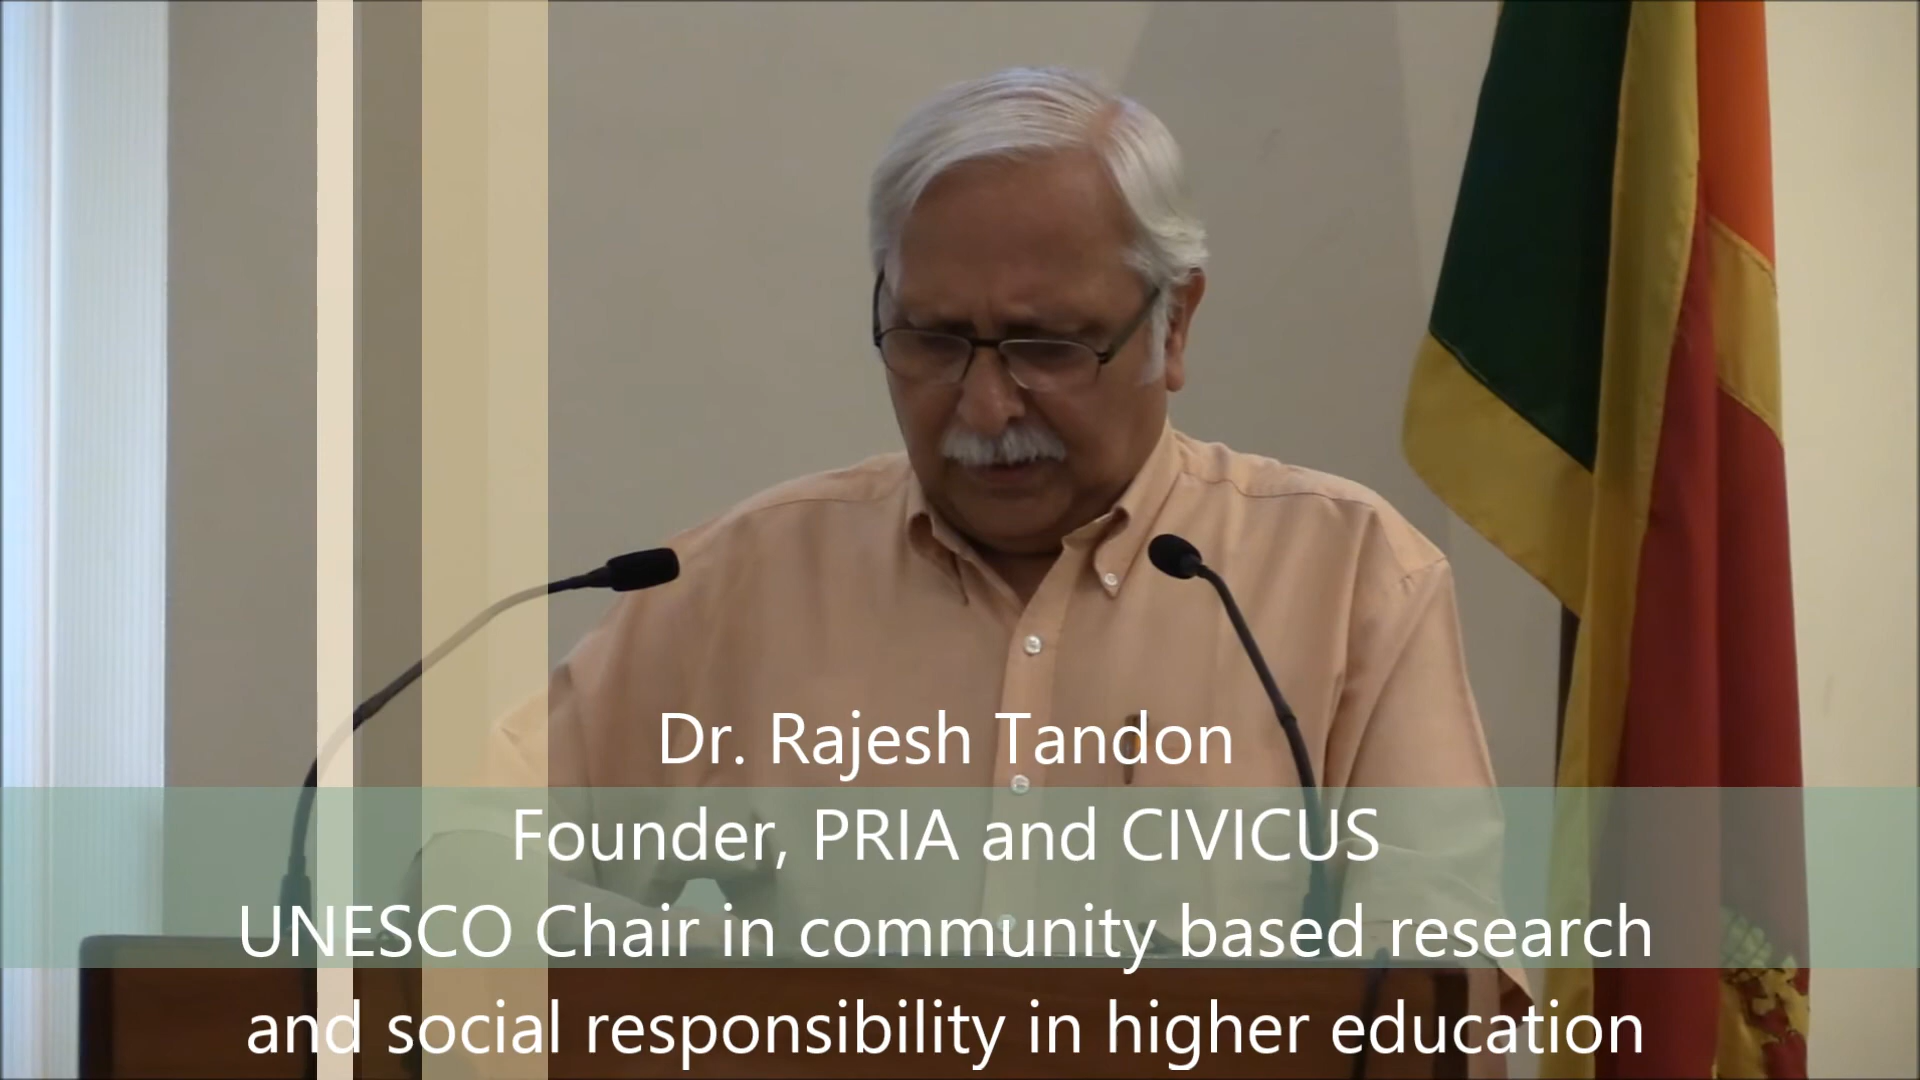 Dr. Rajesh Tandon
Founder, PRIA and CIVICUS
UNESCO Chair in community based research
and social responsibility in higher education